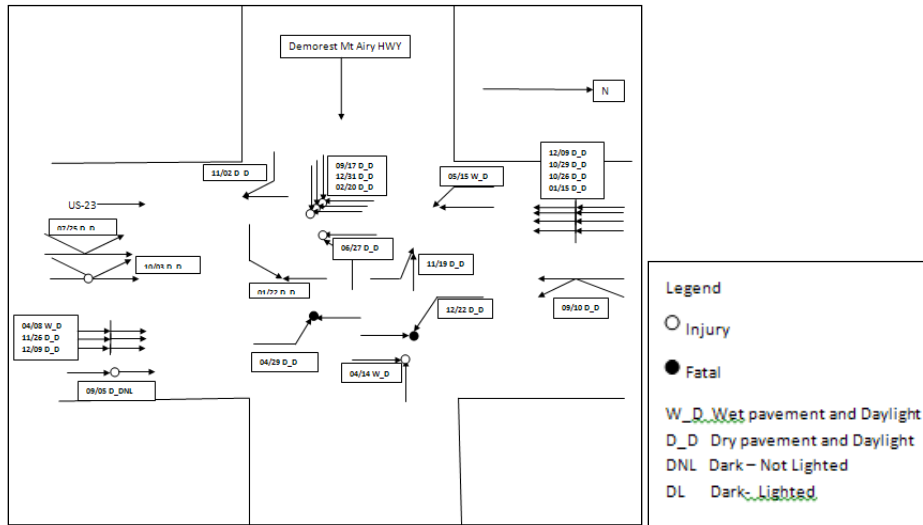 Demorest Mt Airy HWY
N
11/02 D_D
09/17 D_D
12/31 D_D
02/20 D_D
05/15 W_D
12/09 D_D
10/29 D_D
10/26 D_D
01/15 D_D
US-23
07/25 D_D
10/03 D_D
06/27 D_D
11/19 D_D
01/22 D_D
12/22 D_D
09/10 D_D
04/08 W_D
11/26 D_D
12/09 D_D
04/29 D_D
04/14 W_D
09/05 D_DNL
Legend
Injury
Fatal
W_D Wet pavement and Daylight
D_D Dry pavement and Daylight
DNL Dark – Not Lighted
DL Dark- Lighted